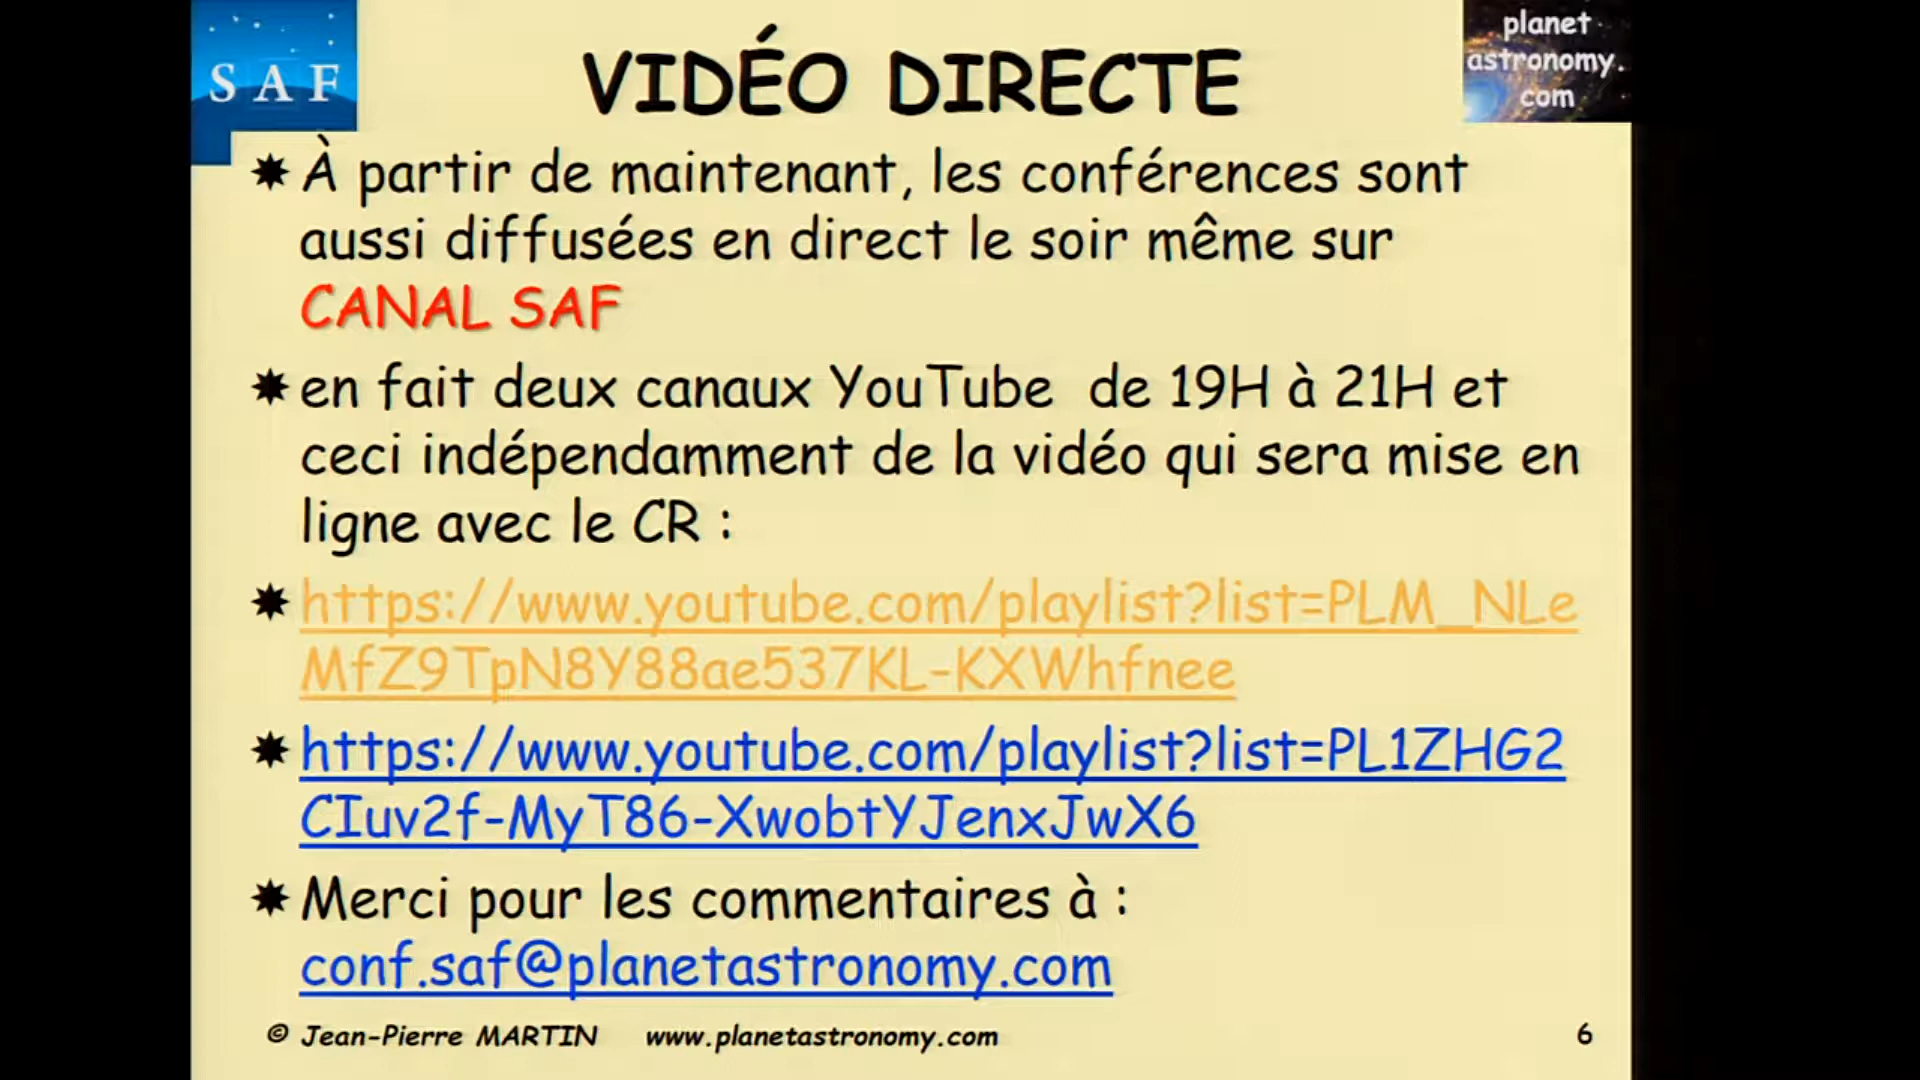 SAF
VIDÉO DIRECTE
planet
astronomy.
com
À partir de maintenant, les conférences sont
aussi diffusées en direct le soir même sur
CANAL SAF
en fait deux canaux YouTube de 19H à 21H et
ceci indépendamment de la vidéo qui sera mise en
ligne avec le CR :
https://www.youtube.com/playlist?list=PLM_NLe
MfZ9TpN8Y88ae537KL-KXWhfnee
https://www.youtube.com/playlist?list=PL1ZHG2
CIuv2f-MyT86-XwobtYJenxJwX6
Merci pour les commentaires à :
conf.saf@planetastronomy.com
© Jean-Pierre MARTIN www.planetastronomy.com
6